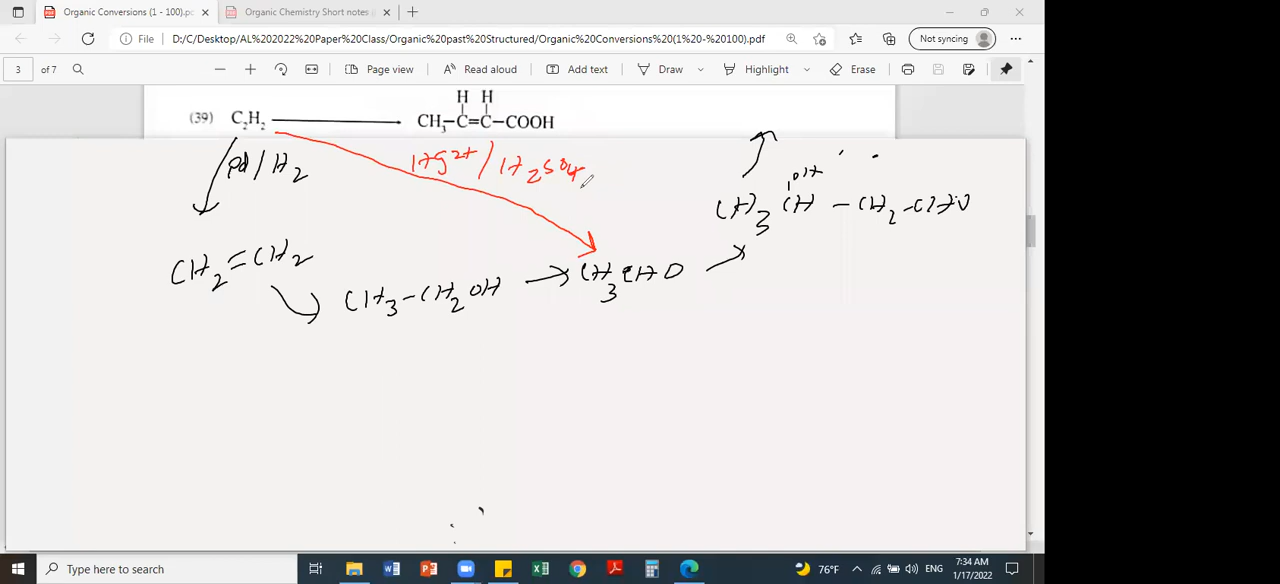 Organic Conversions (1 - 100).pc
Organic Chemistry Short notes (
Not syncing
File
D:/C/Desktop/AL%202022%20Paper%20Class/Organic%20past%20Structured/Organic%20Conversions%20(1%20-%20100).pdf
3 of 7
Page view
Read aloud
Add text
Draw
Highlight
Erase
H H
(39) C2H2 CH3-C=C-COOH
pd/H2
Hg2+/H2SO4
OH
CH3 CH - CH2 - CHO
CH2=CH2
CH3-CH2OH
CH3CHO
Type here to search
76°F
ENG
7:34 AM
1/17/2022